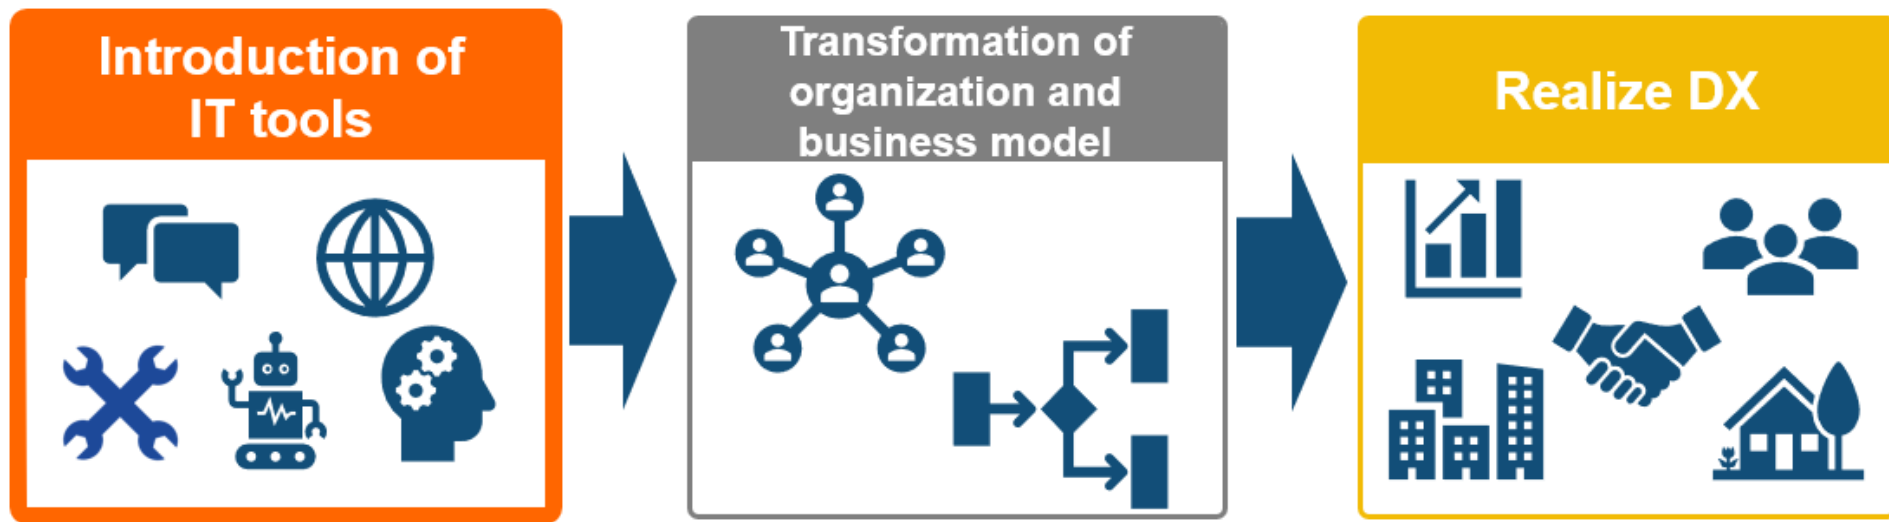 Introduction of
IT tools
Transformation of
organization and
business model
Realize DX